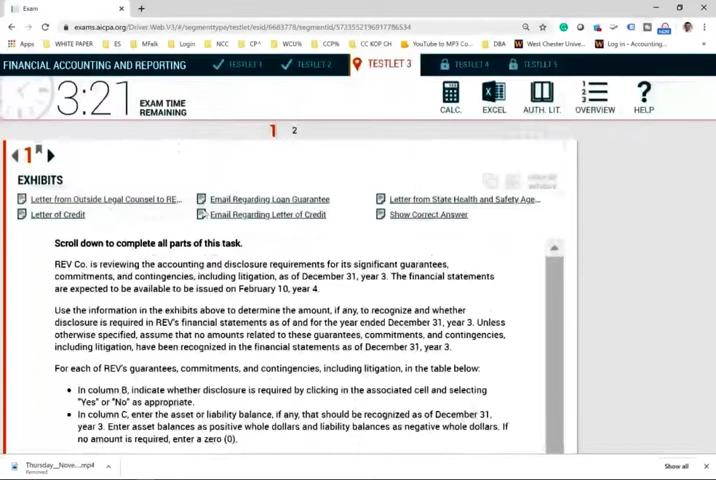 Exam
exams.aicpa.org/Driver.Web.V3/#/segmenttype/testlet/esid/6683778/segmentid/5733552196917786534
Apps WHITE PAPER ES MFalk Login NCC CP^ WCU% CCP% CC KOP CH YouTube to MP3 Co... DBA West Chester Unive... Log in - Accounting...
FINANCIAL ACCOUNTING AND REPORTING TESTLET 1 TESTLET 2 TESTLET 3 TESTLET 4 TESTLET 5
3:21 EXAM TIME REMAINING
CALC. EXCEL AUTH. LIT. OVERVIEW HELP
1 2
1
EXHIBITS
Letter from Outside Legal Counsel to RE... Email Regarding Loan Guarantee Letter from State Health and Safety Age...
Letter of Credit Email Regarding Letter of Credit Show Correct Answer
Scroll down to complete all parts of this task.
REV Co. is reviewing the accounting and disclosure requirements for its significant guarantees,
commitments, and contingencies, including litigation, as of December 31, year 3. The financial statements
are expected to be available to be issued on February 10, year 4.
Use the information in the exhibits above to determine the amount, if any, to recognize and whether
disclosure is required in REV's financial statements as of and for the year ended December 31, year 3. Unless
otherwise specified, assume that no amounts related to these guarantees, commitments, and contingencies,
including litigation, have been recognized in the financial statements as of December 31, year 3.
For each of REV's guarantees, commitments, and contingencies, including litigation, in the table below:
• In column B, indicate whether disclosure is required by clicking in the associated cell and selecting
"Yes" or "No" as appropriate.
• In column C, enter the asset or liability balance, if any, that should be recognized as of December 31,
year 3. Enter asset balances as positive whole dollars and liability balances as negative whole dollars. If
no amount is required, enter a zero (0).
Thursday__Nove....mp4
Removed
Show all